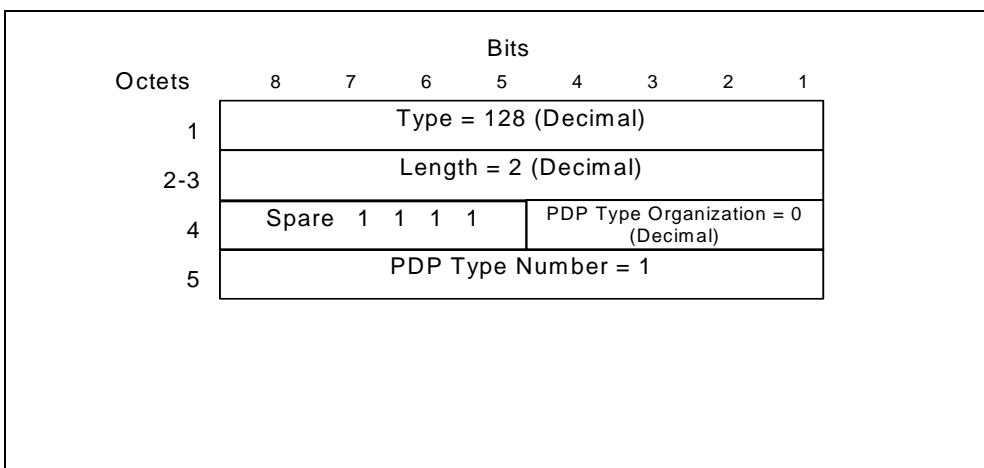 Bits
Octets 8 7 6 5 4 3 2 1
1 Type = 128 (Decimal)
2-3 Length = 2 (Decimal)
4 Spare 1 1 1 1 PDP Type Organization = 0
(Decimal)
5 PDP Type Number = 1